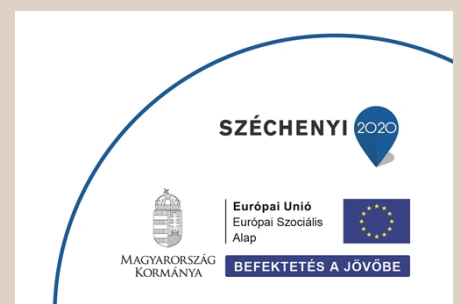 SZÉCHENYI 2020
Európai Unió
Európai Szociális
Alap
MAGYARORSZÁG
KORMÁNYA
BEFEKTETÉS A JÖVŐBE